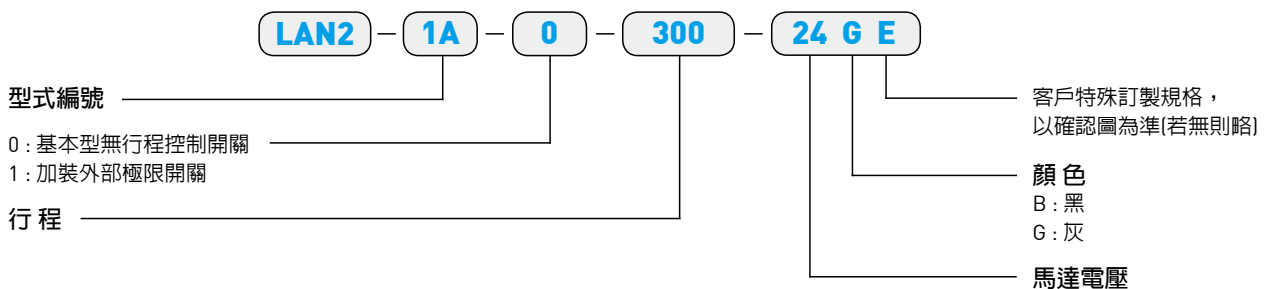 LAN2 – 1A – 0 – 300 – 24 G E
型式編號
0 : 基本型無行程控制開關
1 : 加裝外部極限開關
行 程
客戶特殊訂製規格，
以確認圖為準(若無則略)
顏 色
B : 黑
G : 灰
馬達電壓